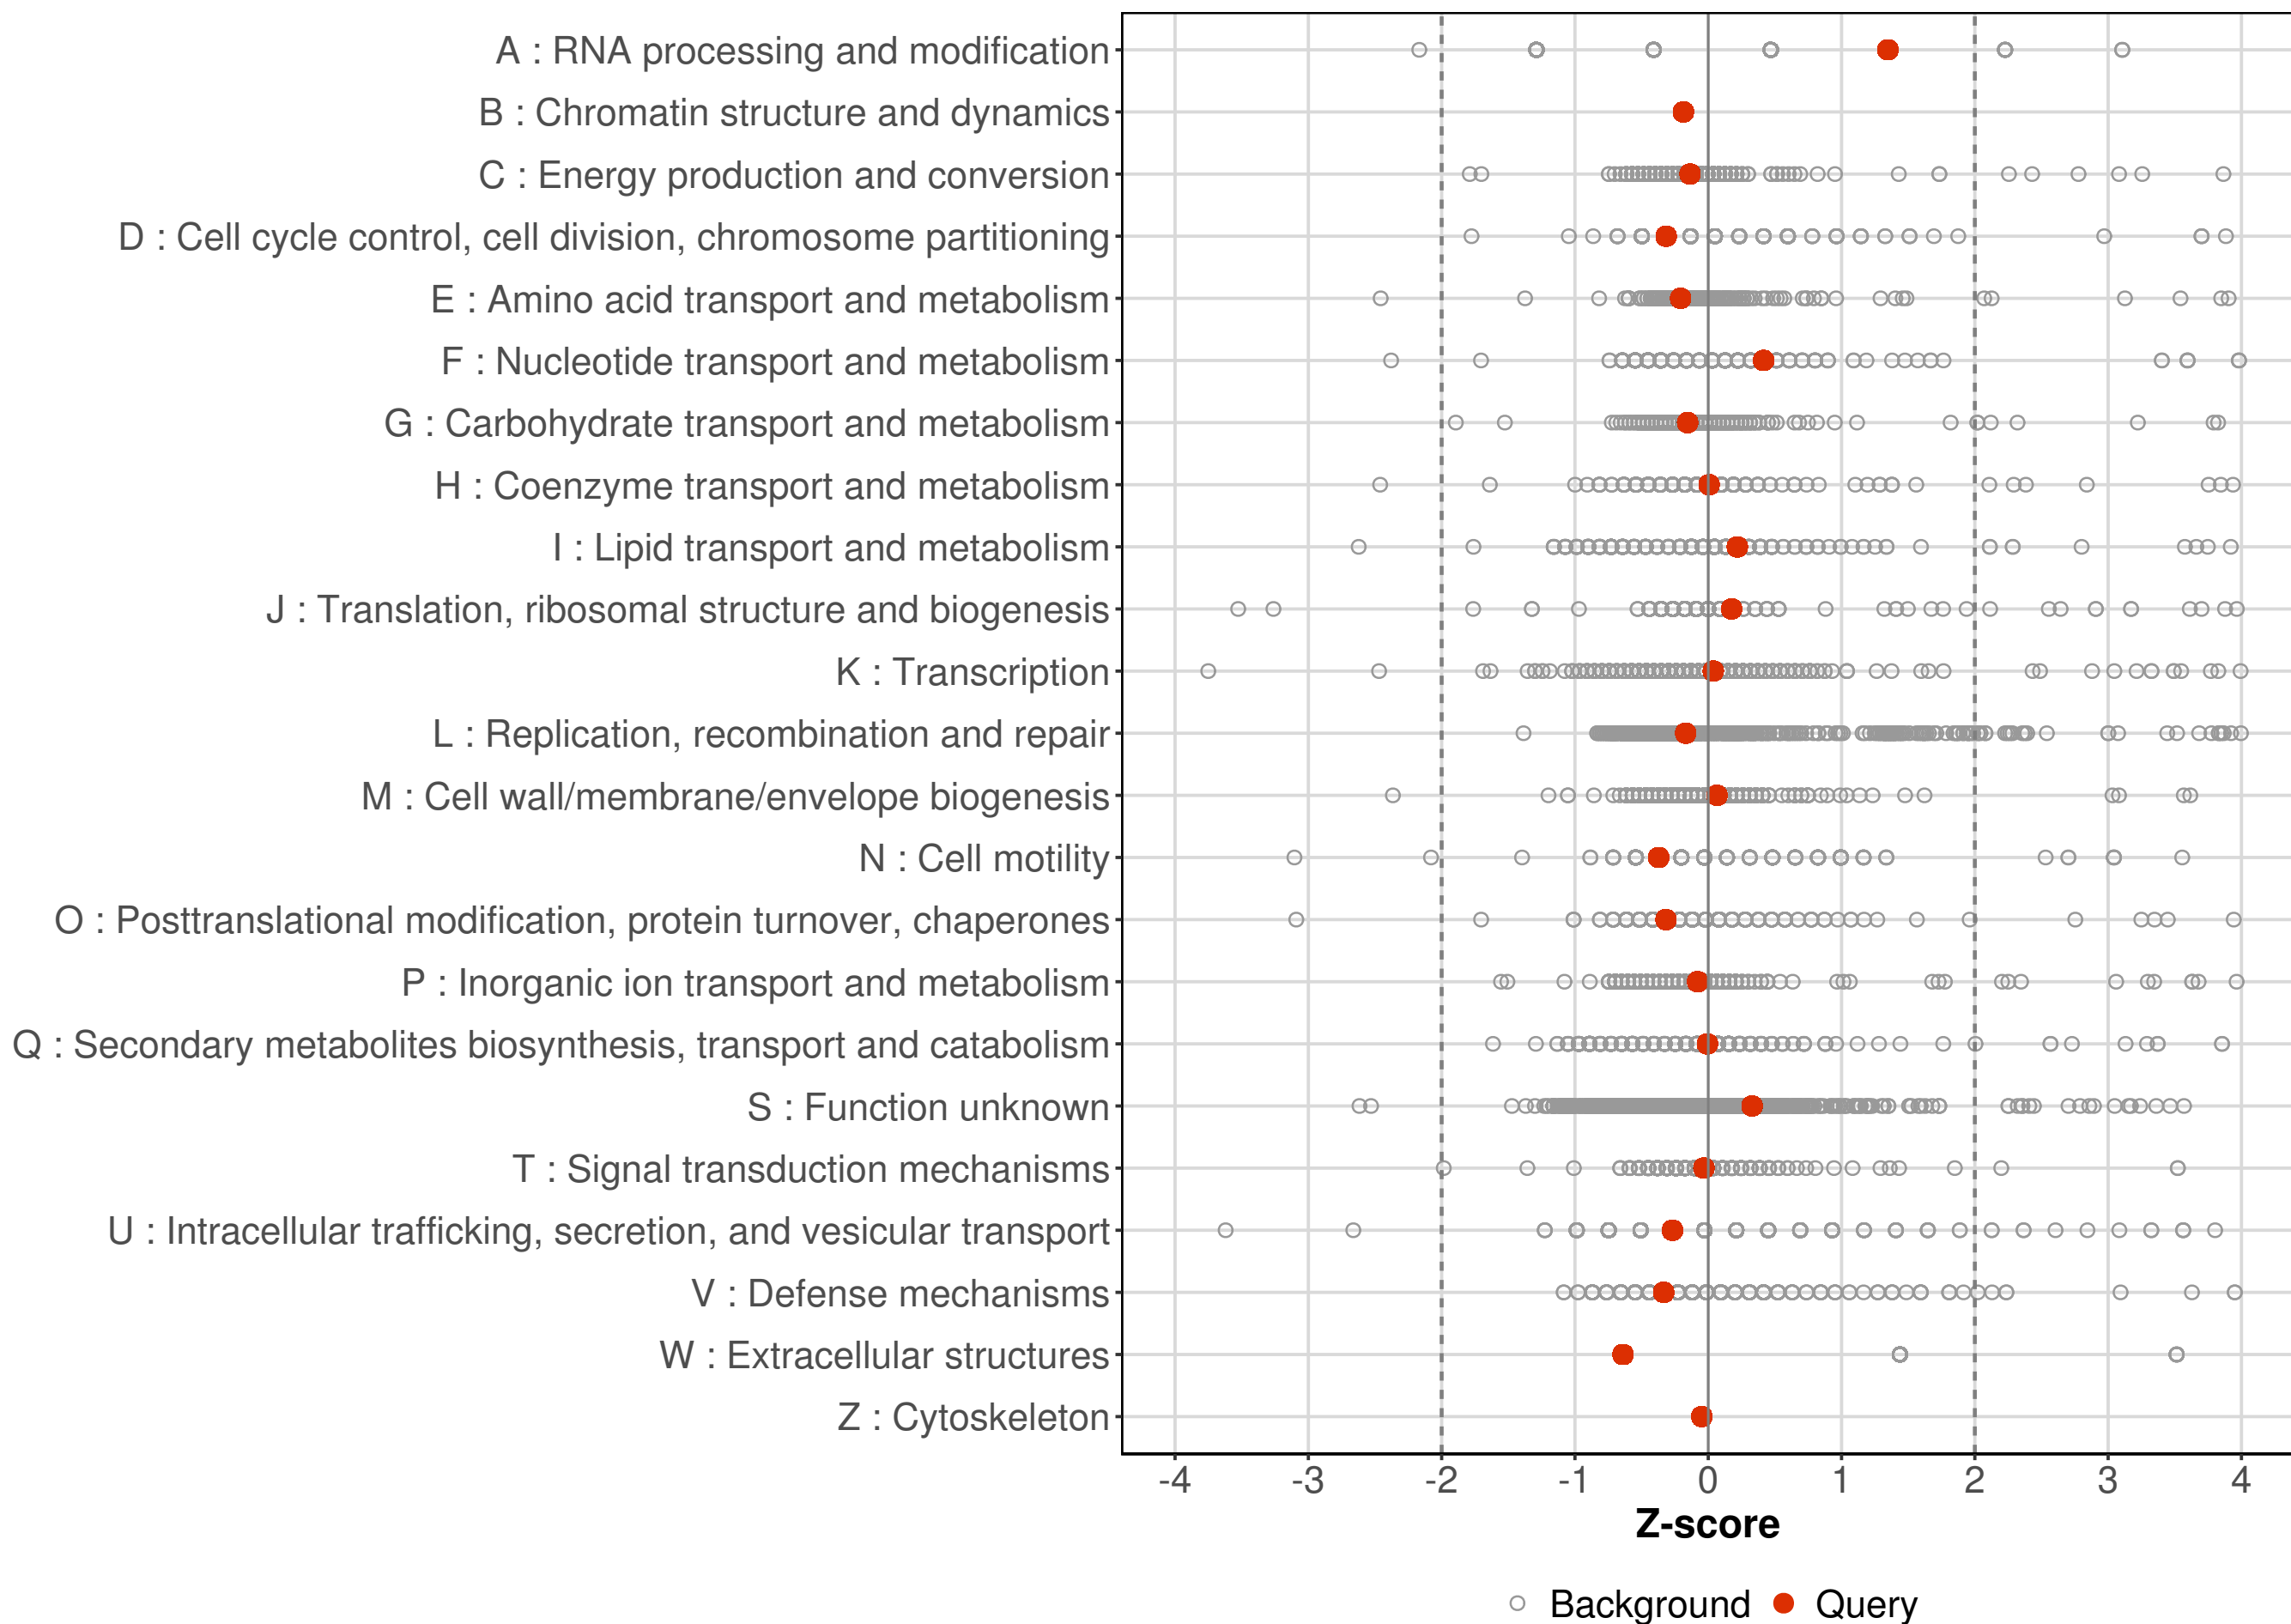 A : RNA processing and modification
B : Chromatin structure and dynamics
C : Energy production and conversion
D : Cell cycle control, cell division, chromosome partitioning
E : Amino acid transport and metabolism
F : Nucleotide transport and metabolism
G : Carbohydrate transport and metabolism
H : Coenzyme transport and metabolism
I : Lipid transport and metabolism
J : Translation, ribosomal structure and biogenesis
K : Transcription
L : Replication, recombination and repair
M : Cell wall/membrane/envelope biogenesis
N : Cell motility
O : Posttranslational modification, protein turnover, chaperones
P : Inorganic ion transport and metabolism
Q : Secondary metabolites biosynthesis, transport and catabolism
S : Function unknown
T : Signal transduction mechanisms
U : Intracellular trafficking, secretion, and vesicular transport
V : Defense mechanisms
W : Extracellular structures
Z : Cytoskeleton
-4 -3 -2 -1 0 1 2 3 4
Z-score
Background Query